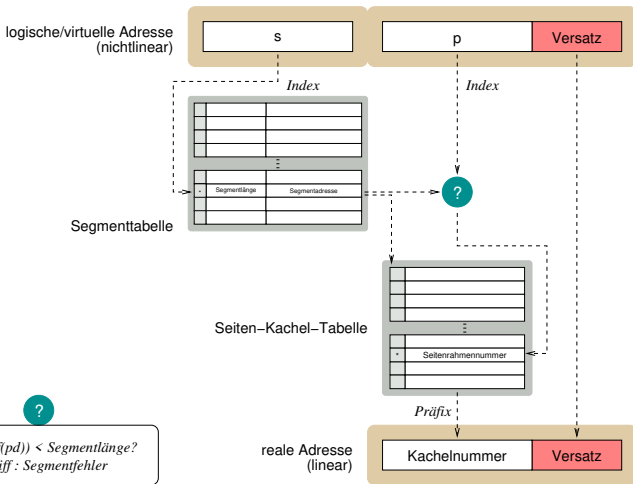 logische/virtuelle Adresse
(nichtlinear)
s
p
Versatz
Index
Index
Segmentlänge
Segmentadresse
?
Segmenttabelle
Seiten−Kachel−Tabelle
Seitenrahmennummer
?
Präfix
(pd)) < Segmentlänge?
iff : Segmentfehler
reale Adresse
(linear)
Kachelnummer
Versatz